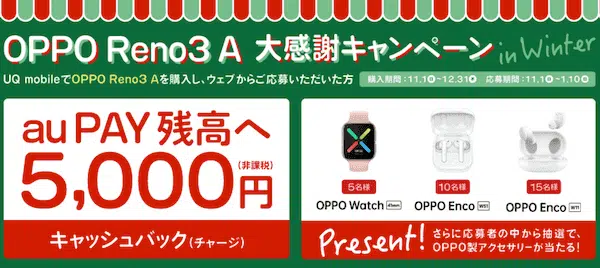 OPPO Reno3 A 大感謝キャンペーン in Winter
UQ mobileでOPPO Reno3 Aを購入し、ウェブからご応募いただいた方
購入期間:11.1㊐~12.31㊍ 応募期間:11.1㊐~1.10㊐
au PAY 残高へ
5,000円(非課税)
キャッシュバック(チャージ)
5名様
10名様
15名様
OPPO Watch 41mm
OPPO Enco W51
OPPO Enco W11
Present!
さらに応募者の中から抽選で、
OPPO製アクセサリーが当たる!